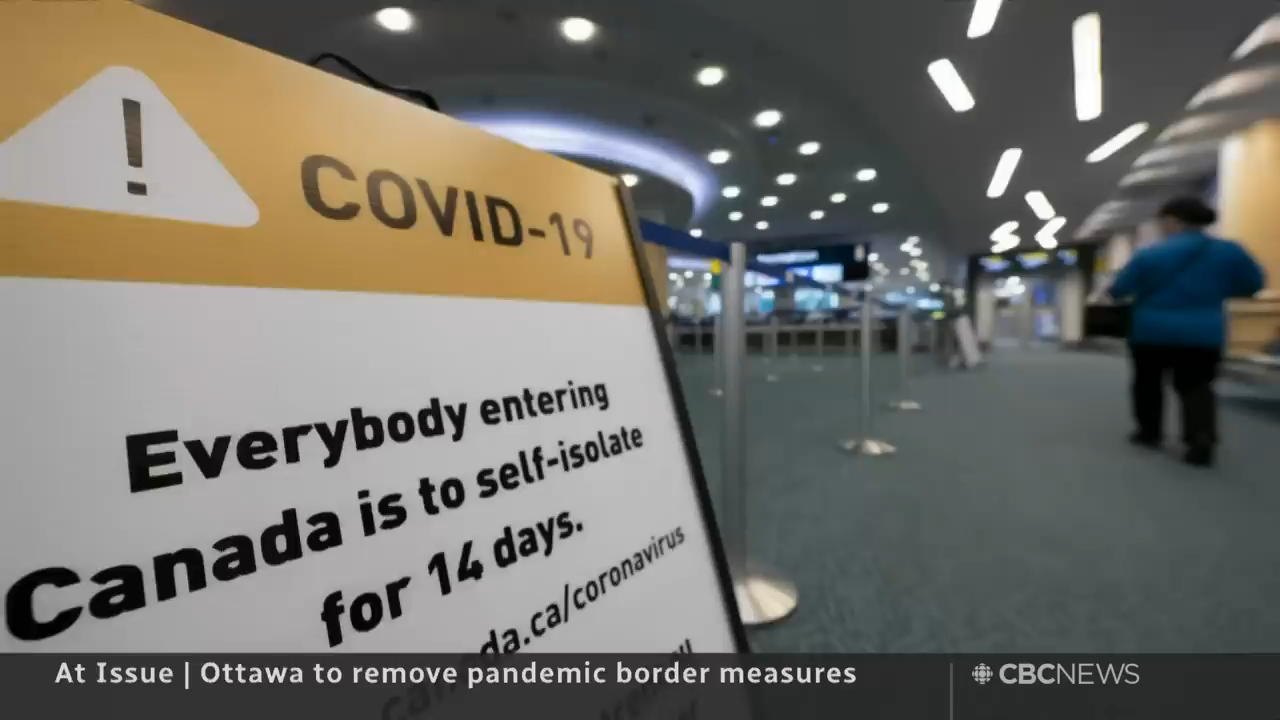 !
COVID-19
Everybody entering
Canada is to self-isolate
for 14 days.
canada.ca/coronavirus
At Issue | Ottawa to remove pandemic border measures
CBCNEWS